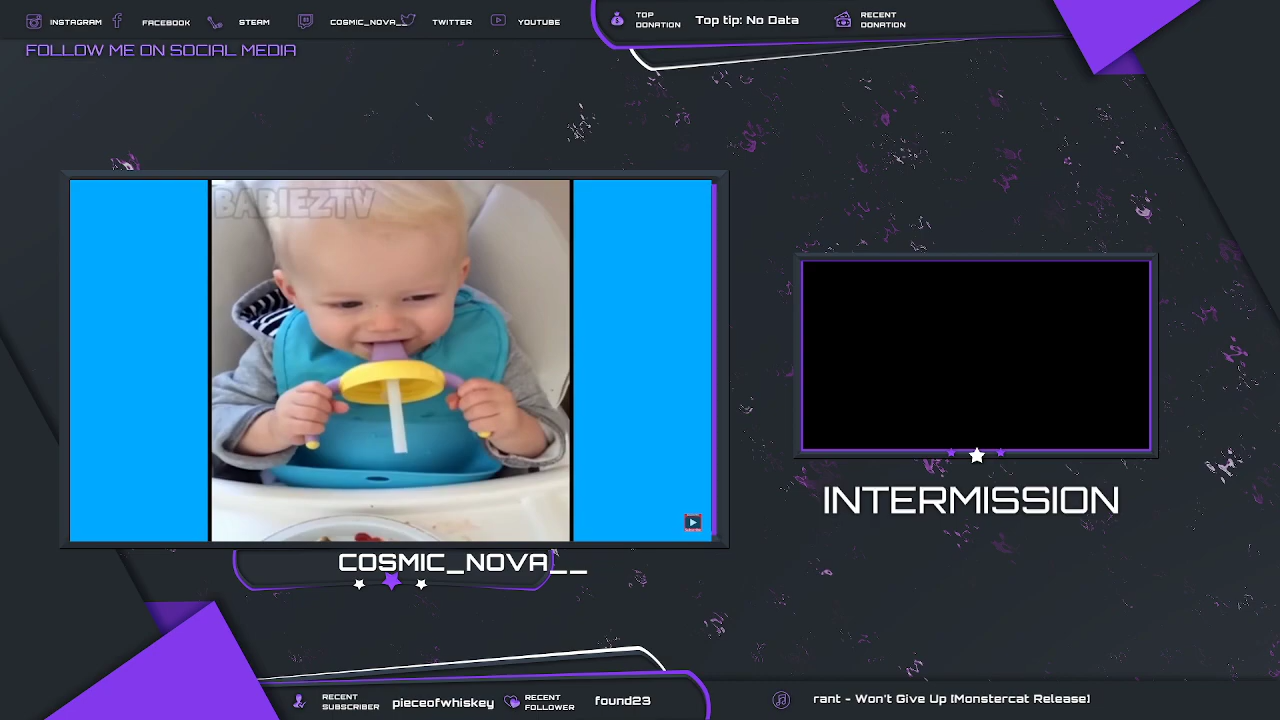 INSTAGRAM
FACEBOOK
STEAM
COSMIC_NOVA__
TWITTER
YOUTUBE
TOP
DONATION
Top tip: No Data
RECENT
DONATION
FOLLOW ME ON SOCIAL MEDIA
BABIEZTV
INTERMISSION
COSMIC_NOVA__
RECENT
SUBSCRIBER
pieceofwhiskey
RECENT
FOLLOWER
found23
rant - Won't Give Up [Monstercat Release]